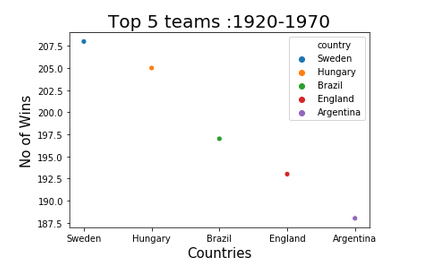 Top 5 teams :1920-1970
No of Wins
207.5
205.0
202.5
200.0
197.5
195.0
192.5
190.0
187.5
country
Sweden
Hungary
Brazil
England
Argentina
Sweden Hungary Brazil England Argentina
Countries